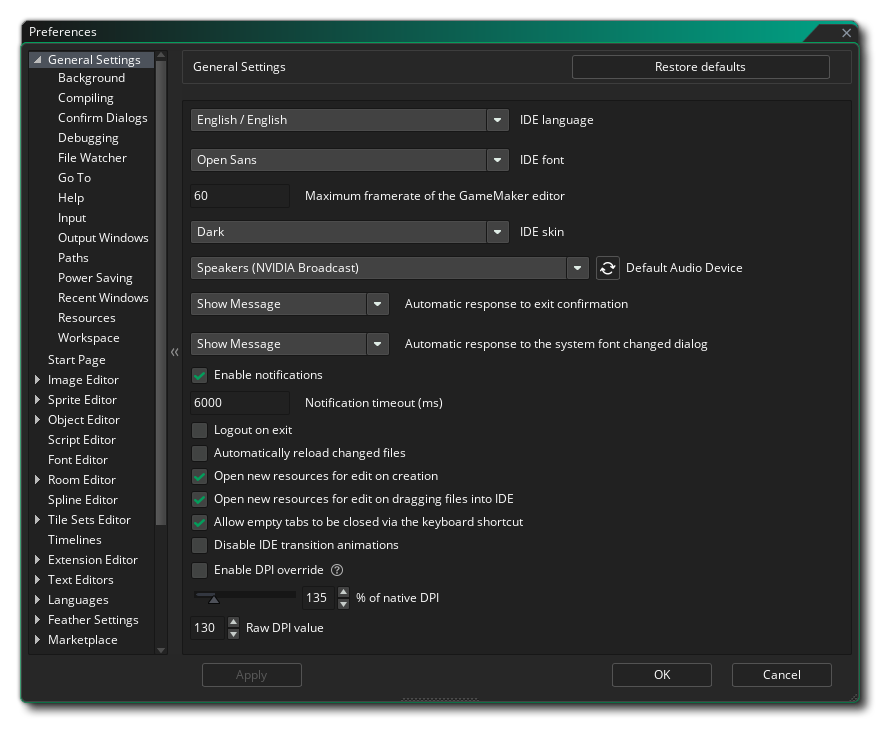 Preferences
General Settings
Background
Compiling
Confirm Dialogs
Debugging
File Watcher
Go To
Help
Input
Output Windows
Paths
Power Saving
Recent Windows
Resources
Workspace
Start Page
Image Editor
Sprite Editor
Object Editor
Script Editor
Font Editor
Room Editor
Spline Editor
Tile Sets Editor
Timelines
Extension Editor
Text Editors
Languages
Feather Settings
Marketplace
General Settings
Restore defaults
English / English IDE language
Open Sans IDE font
60 Maximum framerate of the GameMaker editor
Dark IDE skin
Speakers (NVIDIA Broadcast) Default Audio Device
Show Message Automatic response to exit confirmation
Show Message Automatic response to the system font changed dialog
Enable notifications
6000 Notification timeout (ms)
Logout on exit
Automatically reload changed files
Open new resources for edit on creation
Open new resources for edit on dragging files into IDE
Allow empty tabs to be closed via the keyboard shortcut
Disable IDE transition animations
Enable DPI override ?
135 % of native DPI
130 Raw DPI value
Apply OK Cancel